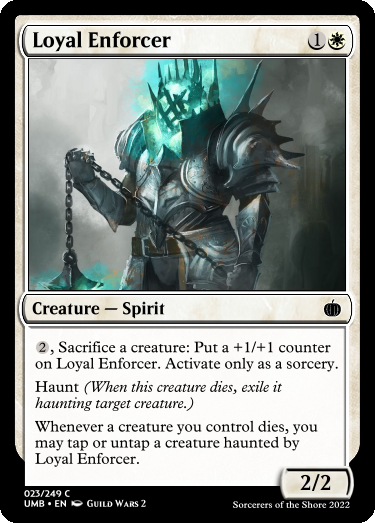 Loyal Enforcer 1
Creature — Spirit
2, Sacrifice a creature: Put a +1/+1 counter
on Loyal Enforcer. Activate only as a sorcery.
Haunt (When this creature dies, exile it
haunting target creature.)
Whenever a creature you control dies, you
may tap or untap a creature haunted by
Loyal Enforcer.
2/2
023/249 C
UMB • EN Guild Wars 2
Sorcerers of the Shore 2022